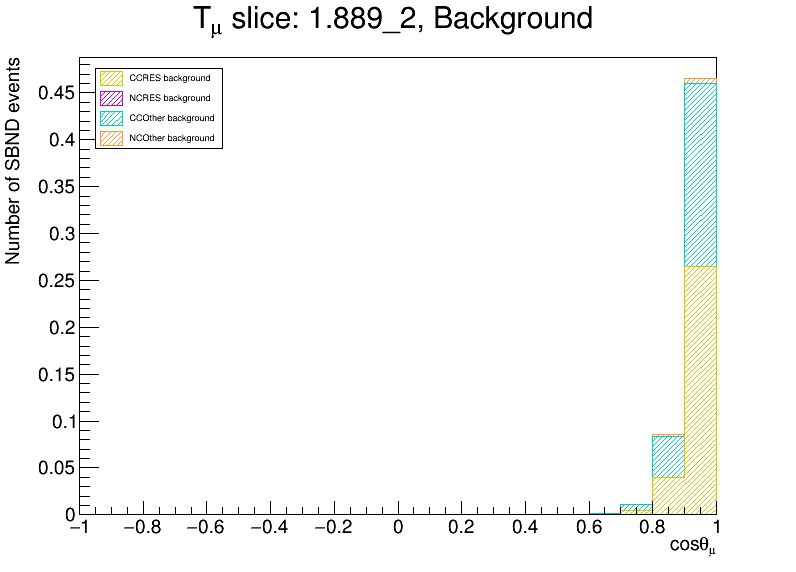 Tμ slice: 1.889_2, Background
Number of SBND events
CCRES background
NCRES background
CCOther background
NCOther background
0.45
0.4
0.35
0.3
0.25
0.2
0.15
0.1
0.05
0
−1 −0.8 −0.6 −0.4 −0.2 0 0.2 0.4 0.6 0.8 1
cosθμ